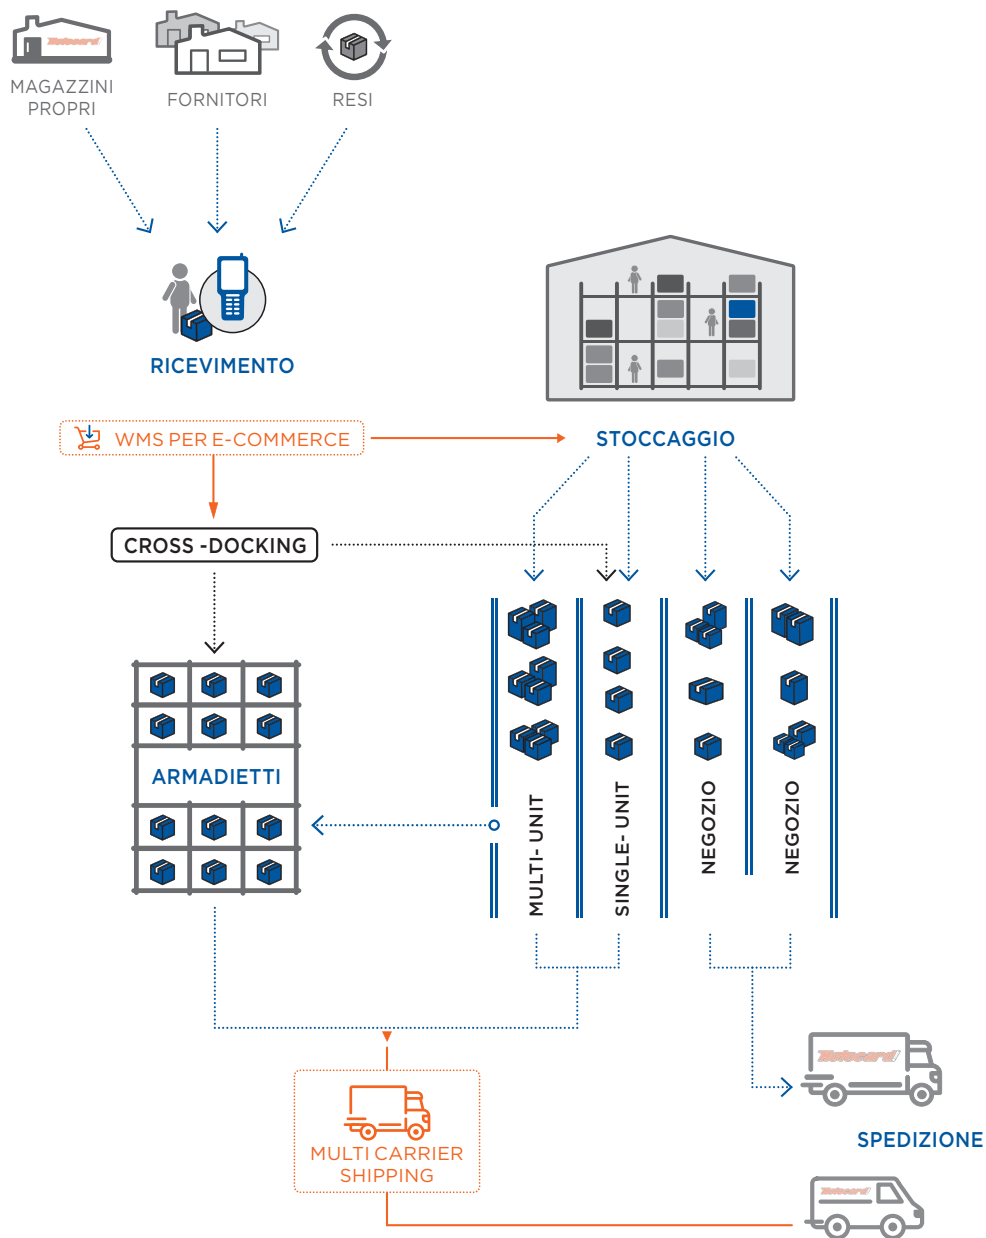 MAGAZZINI
PROPRI
FORNITORI
RESI
RICEVIMENTO
WMS PER E-COMMERCE
STOCCAGGIO
CROSS -DOCKING
ARMADIETTI
MULTI- UNIT
SINGLE- UNIT
NEGOZIO
NEGOZIO
MULTI CARRIER
SHIPPING
SPEDIZIONE